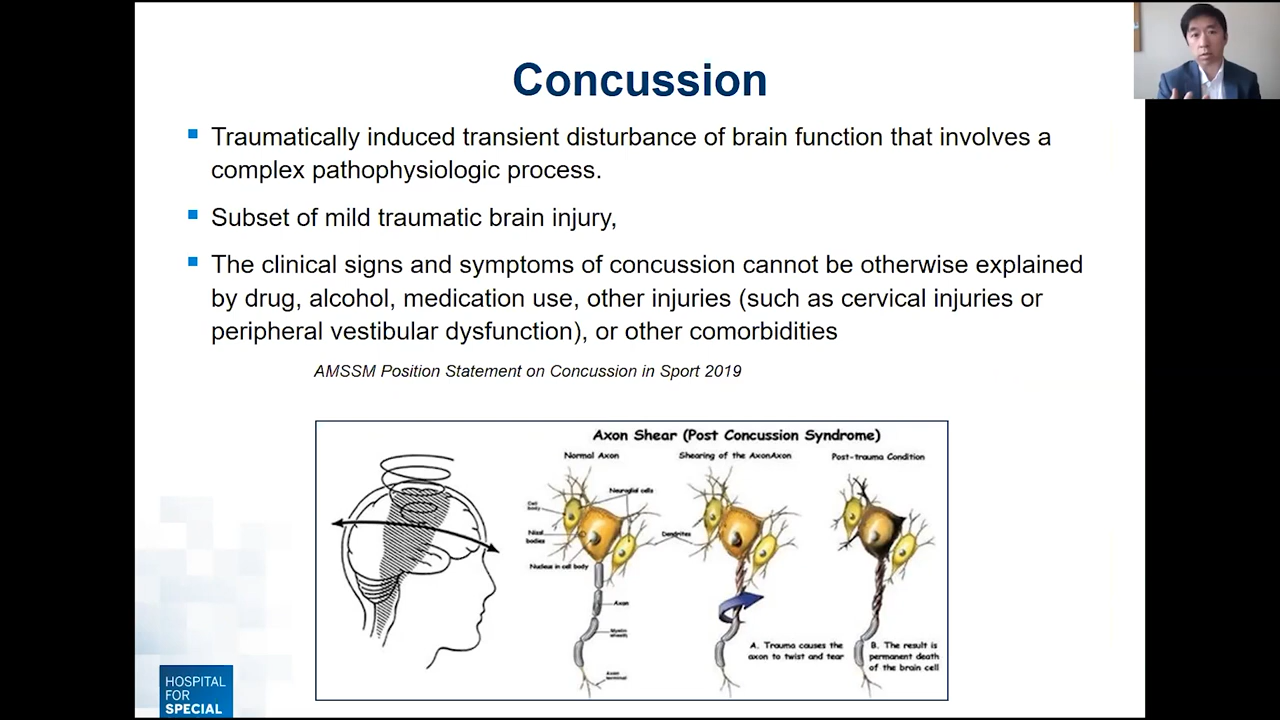 Concussion
Traumatically induced transient disturbance of brain function that involves a
complex pathophysiologic process.
Subset of mild traumatic brain injury,
The clinical signs and symptoms of concussion cannot be otherwise explained
by drug, alcohol, medication use, other injuries (such as cervical injuries or
peripheral vestibular dysfunction), or other comorbidities
AMSSM Position Statement on Concussion in Sport 2019
Axon Shear (Post Concussion Syndrome)
Normal Axon
Shearing of the AxonAxon
Post-trauma Condition
Neuroglial cells
Cell
body
Nissl
bodies
Dendrites
Nucleus in cell body
Axon
Myelin
sheaths
Axon
terminal
A. Trauma causes the
axon to twist and tear
B. The result is
permanent death
of the brain cell
HOSPITAL
FOR
SPECIAL